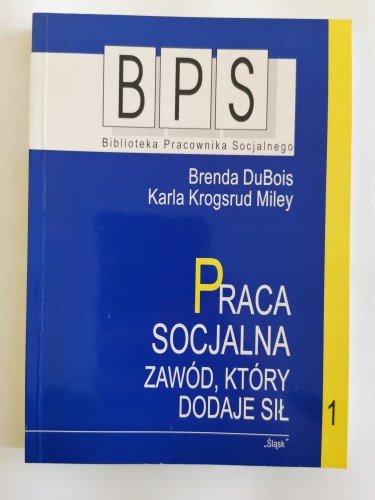 BPS
Biblioteka Pracownika Socjalnego
Brenda DuBois
Karla Krogsrud Miley
PRACA
SOCJALNA
ZAWÓD, KTÓRY
DODAJE SIŁ
1
„Śląsk”